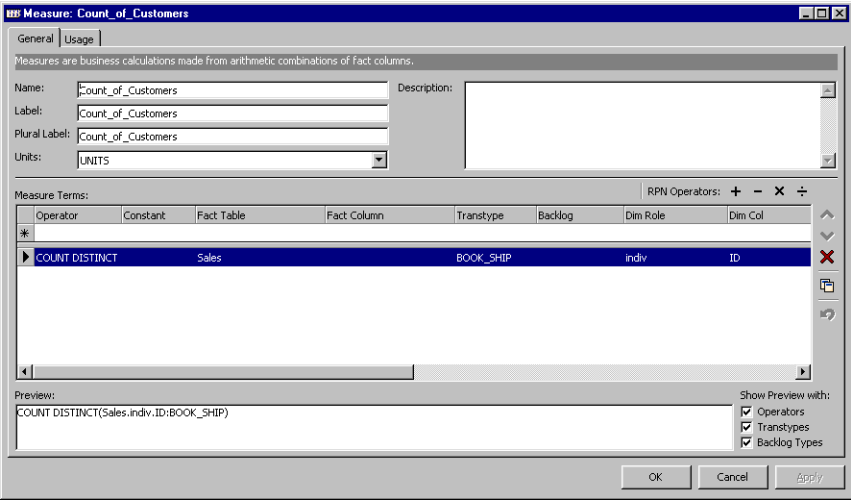 Measure: Count_of_Customers
General Usage
Measures are business calculations made from arithmetic combinations of fact columns.
Name: Count_of_Customers Description:
Label: Count_of_Customers
Plural Label: Count_of_Customers
Units: UNITS
Measure Terms: RPN Operators: + - × ÷
Operator Constant Fact Table Fact Column Transtype Backlog Dim Role Dim Col
COUNT DISTINCT Sales BOOK_SHIP indiv ID
Preview: Show Preview with:
COUNT DISTINCT(Sales.indiv.ID:BOOK_SHIP) Operators
Transtypes
Backlog Types
OK Cancel Apply